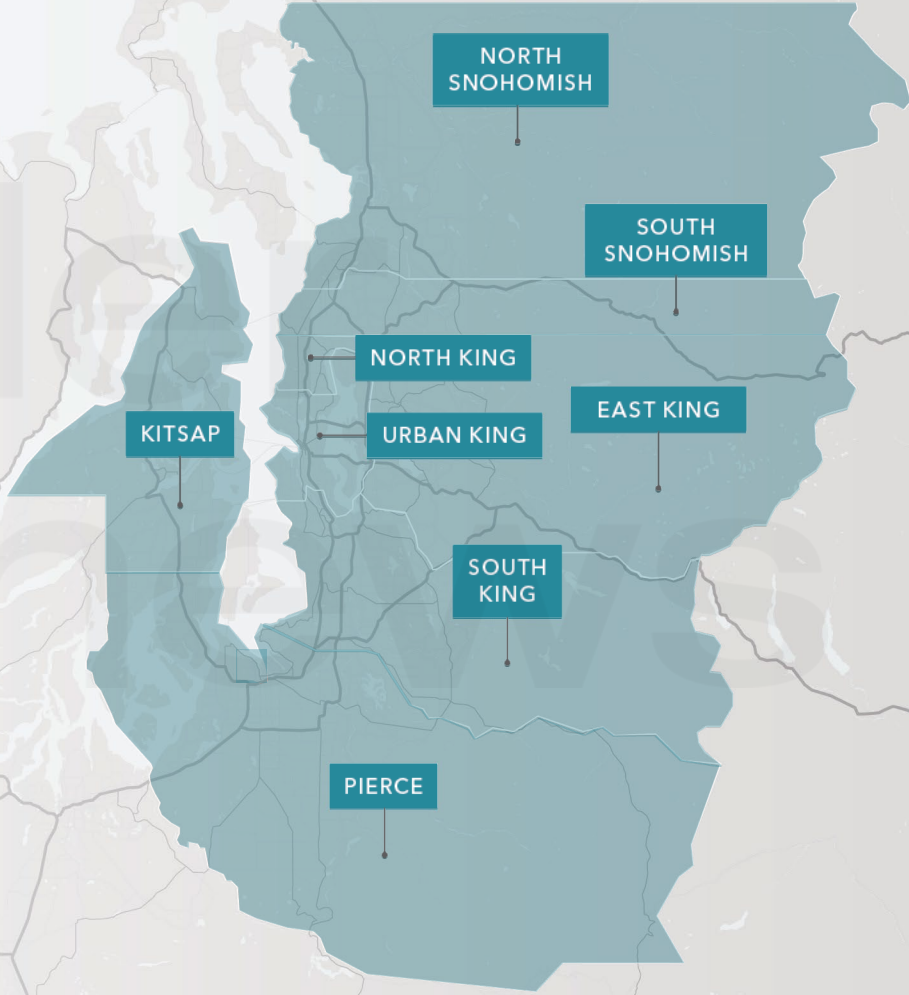 NORTH
SNOHOMISH
SOUTH
SNOHOMISH
NORTH KING
EAST KING
KITSAP
URBAN KING
SOUTH
KING
PIERCE